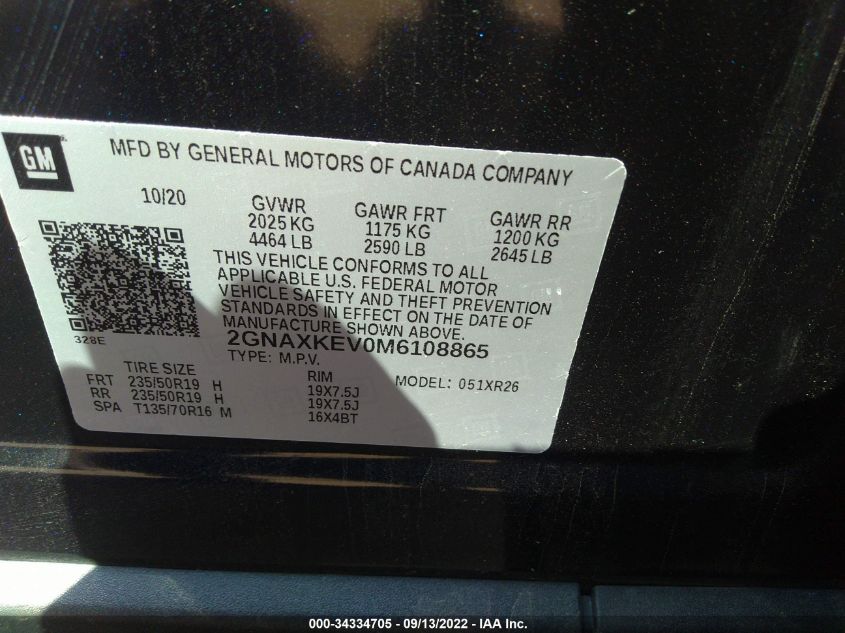 GM
MFD BY GENERAL MOTORS OF CANADA COMPANY
10/20
GVWR
2025 KG
4464 LB
GAWR FRT
1175 KG
2590 LB
GAWR RR
1200 KG
2645 LB
THIS VEHICLE CONFORMS TO ALL
APPLICABLE U.S. FEDERAL MOTOR
VEHICLE SAFETY AND THEFT PREVENTION
STANDARDS IN EFFECT ON THE DATE OF
MANUFACTURE SHOWN ABOVE.
328E
2GNAXKEV0M6108865
TYPE: M.P.V.
MODEL: 051XR26
TIRE SIZE RIM
FRT 235/50R19 H 19X7.5J
RR 235/50R19 H 19X7.5J
SPA T135/70R16 M 16X4BT
000-34334705 - 09/13/2022 - IAA Inc.